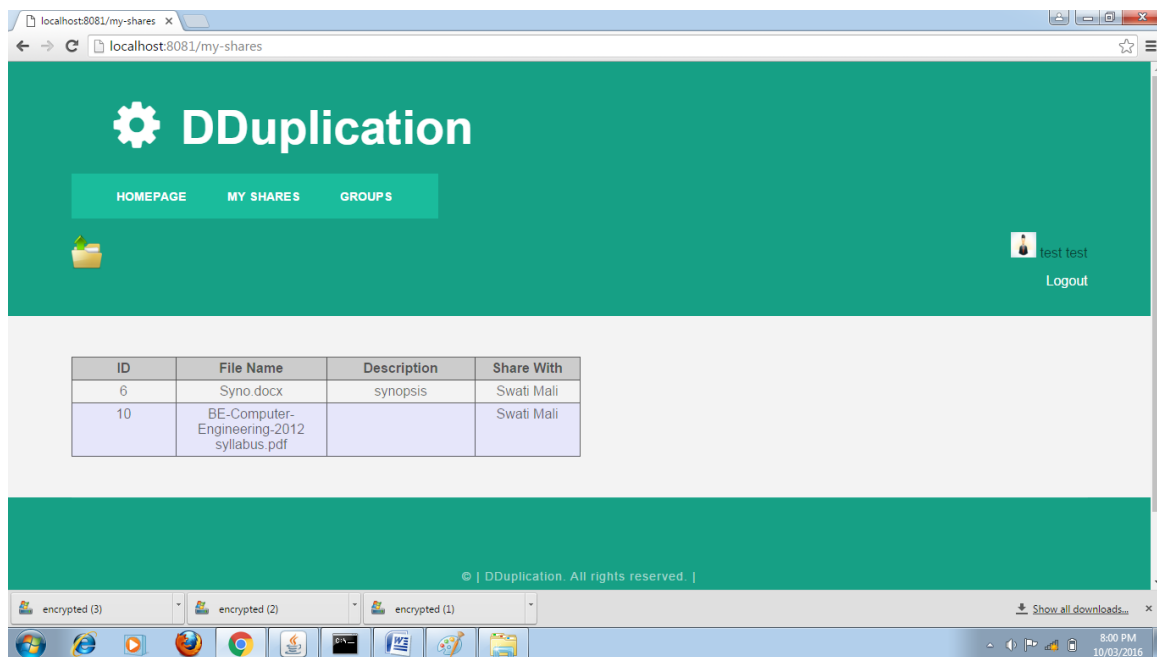 localhost:8081/my-shares
localhost:8081/my-shares
DDuplication
HOMEPAGE MY SHARES GROUPS
test test
Logout
ID File Name Description Share With
6 Syno.docx synopsis Swati Mali
10 BE-Computer- Swati Mali
Engineering-2012
syllabus.pdf
© | DDuplication. All rights reserved. |
encrypted (3) encrypted (2) encrypted (1) Show all downloads...
8:00 PM
10/03/2016